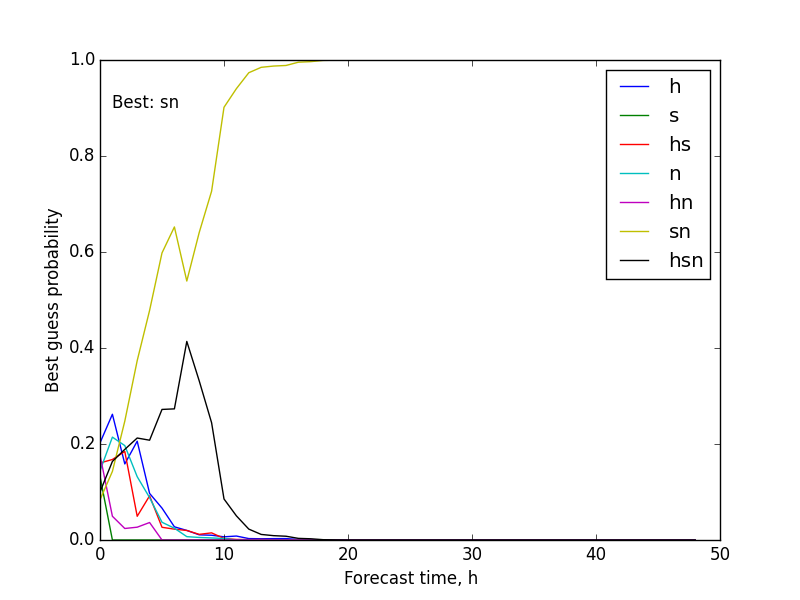 1.0
0.8
0.6
0.4
0.2
0.0
Best guess probability
Best: sn
h
s
hs
n
hn
sn
hsn
0 10 20 30 40 50
Forecast time, h